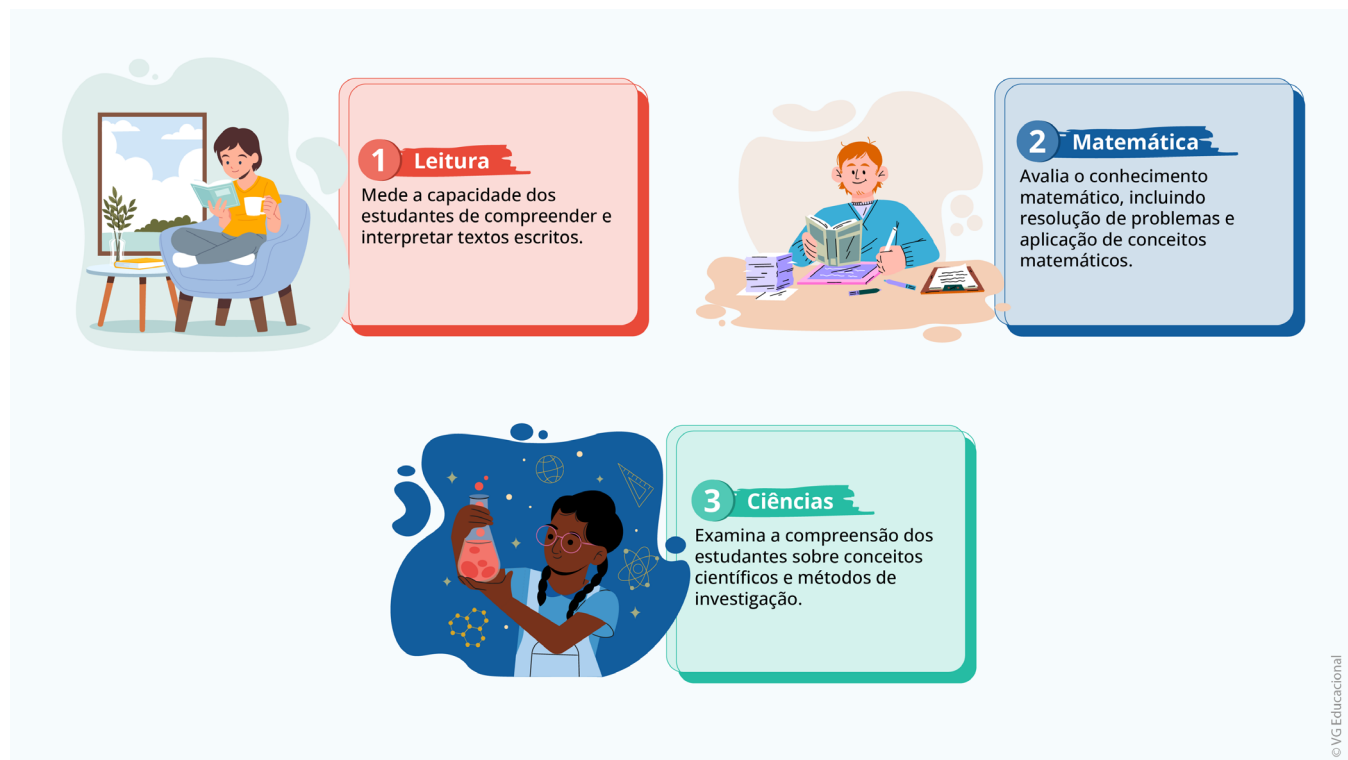 1 Leitura
Mede a capacidade dos
estudantes de compreender e
interpretar textos escritos.
2 Matemática
Avalia o conhecimento
matemático, incluindo
resolução de problemas e
aplicação de conceitos
matemáticos.
3 Ciências
Examina a compreensão dos
estudantes sobre conceitos
científicos e métodos de
investigação.
© VG Educacional